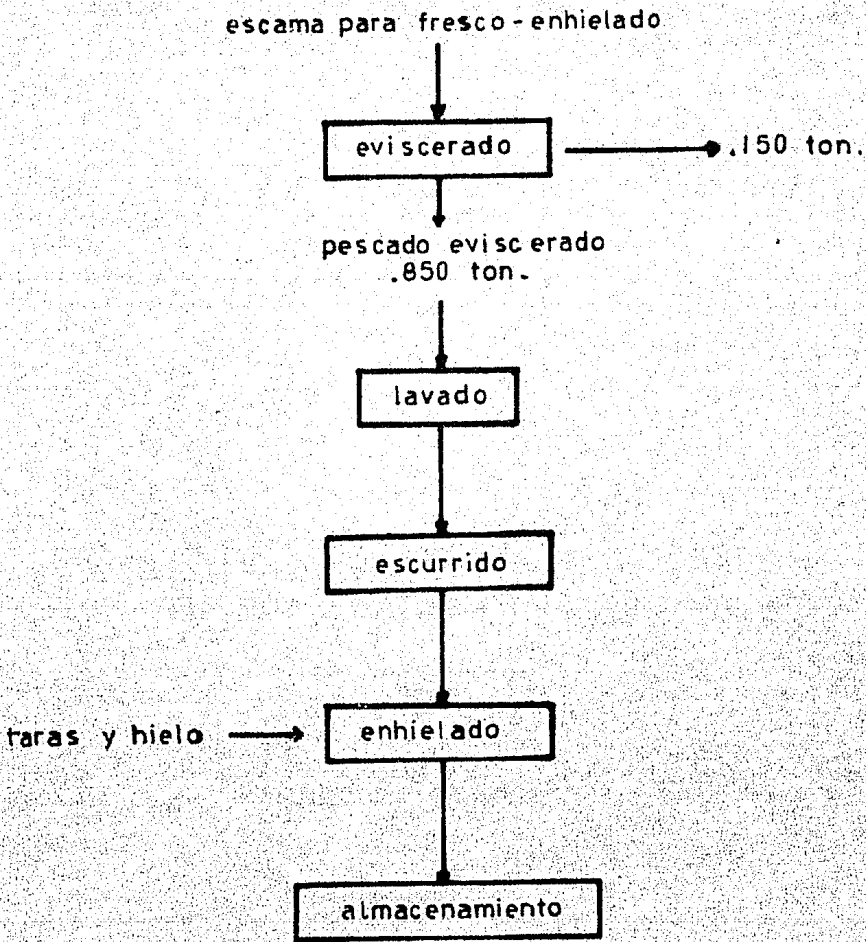 escama para fresco-enhielado
eviscerado
.150 ton.
pescado eviscerado
.850 ton.
lavado
escurrido
taras y hielo
enhielado
almacenamiento